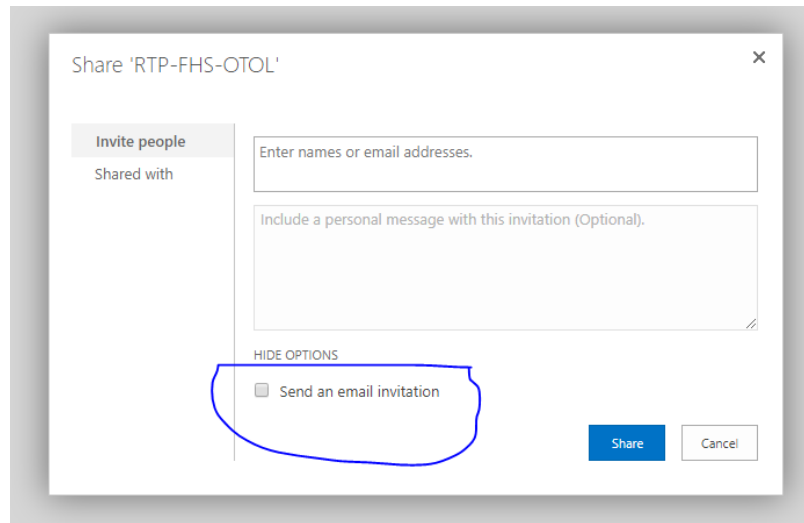 Share 'RTP-FHS-OTOL'
Invite people
Shared with
Enter names or email addresses.
Include a personal message with this invitation (Optional).
HIDE OPTIONS
Send an email invitation
Share
Cancel